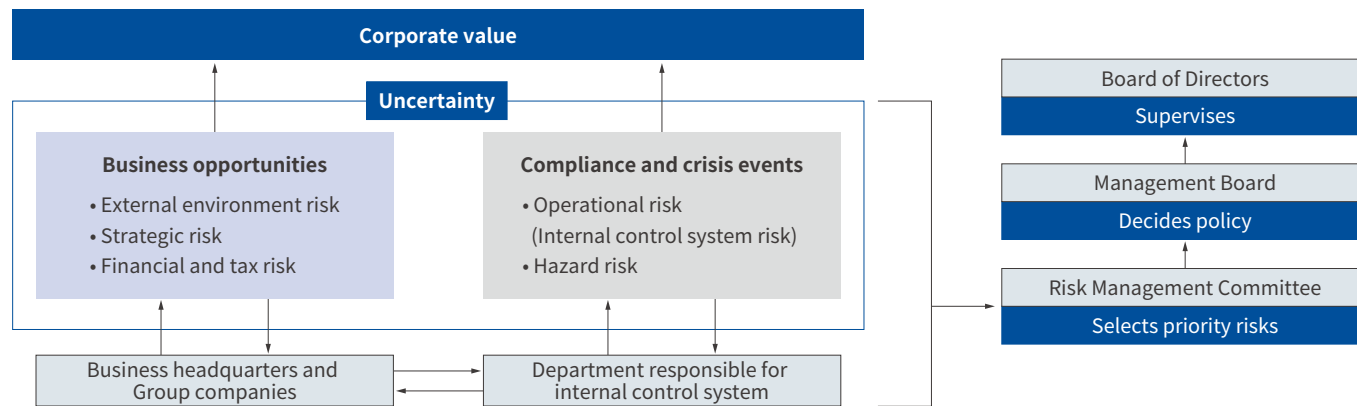 Corporate value
Uncertainty
Business opportunities
• External environment risk
• Strategic risk
• Financial and tax risk
Compliance and crisis events
• Operational risk
(Internal control system risk)
• Hazard risk
Business headquarters and
Group companies
Department responsible for
internal control system
Board of Directors
Supervises
Management Board
Decides policy
Risk Management Committee
Selects priority risks